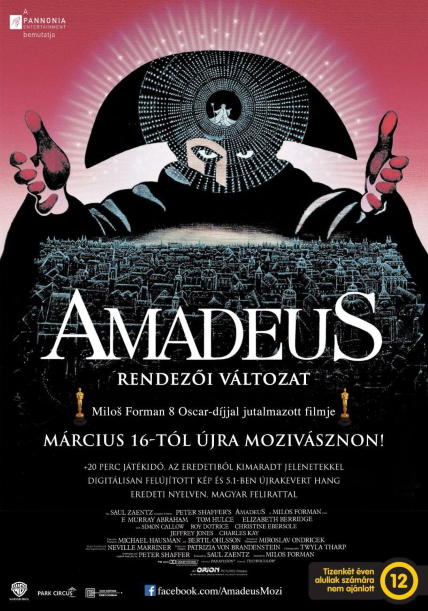 A
PANNONIA
ENTERTAINMENT
bemutatja
AMADEUS
RENDEZŐI VÁLTOZAT
Miloš Forman 8 Oscar-díjjal jutalmazott filmje
MÁRCIUS 16-TÓL ÚJRA MOZIVÁSZNON!
+20 PERC JÁTÉKIDŐ, AZ EREDETIBŐL KIMARADT JELENETEKKEL
DIGITÁLISAN FELÚJÍTOTT KÉP ÉS 5.1-BEN ÚJRAKEVERT HANG
EREDETI NYELVEN, MAGYAR FELIRATTAL
THE SAUL ZAENTZ PETER SHAFFER'S AMADEUS A MILOS FORMAN
F. MURRAY ABRAHAM TOM HULCE ELIZABETH BERRIDGE
SIMON CALLOW ROY DOTRICE CHRISTINE EBERSOLE
JEFFREY JONES CHARLES KAY
MICHAEL HAUSMAN BERTIL OHLSSON MIROSLAV ONDRICEK
NEVILLE MARRINER PATRIZIA VON BRANDENSTEIN TWYLA THARP
PETER SHAFFER SAUL ZAENTZ MILOS FORMAN
ORION
PARK CIRCUS
facebook.com/AmadeusMozi
Tizenkét éven
aluliak számára
nem ajánlott
12